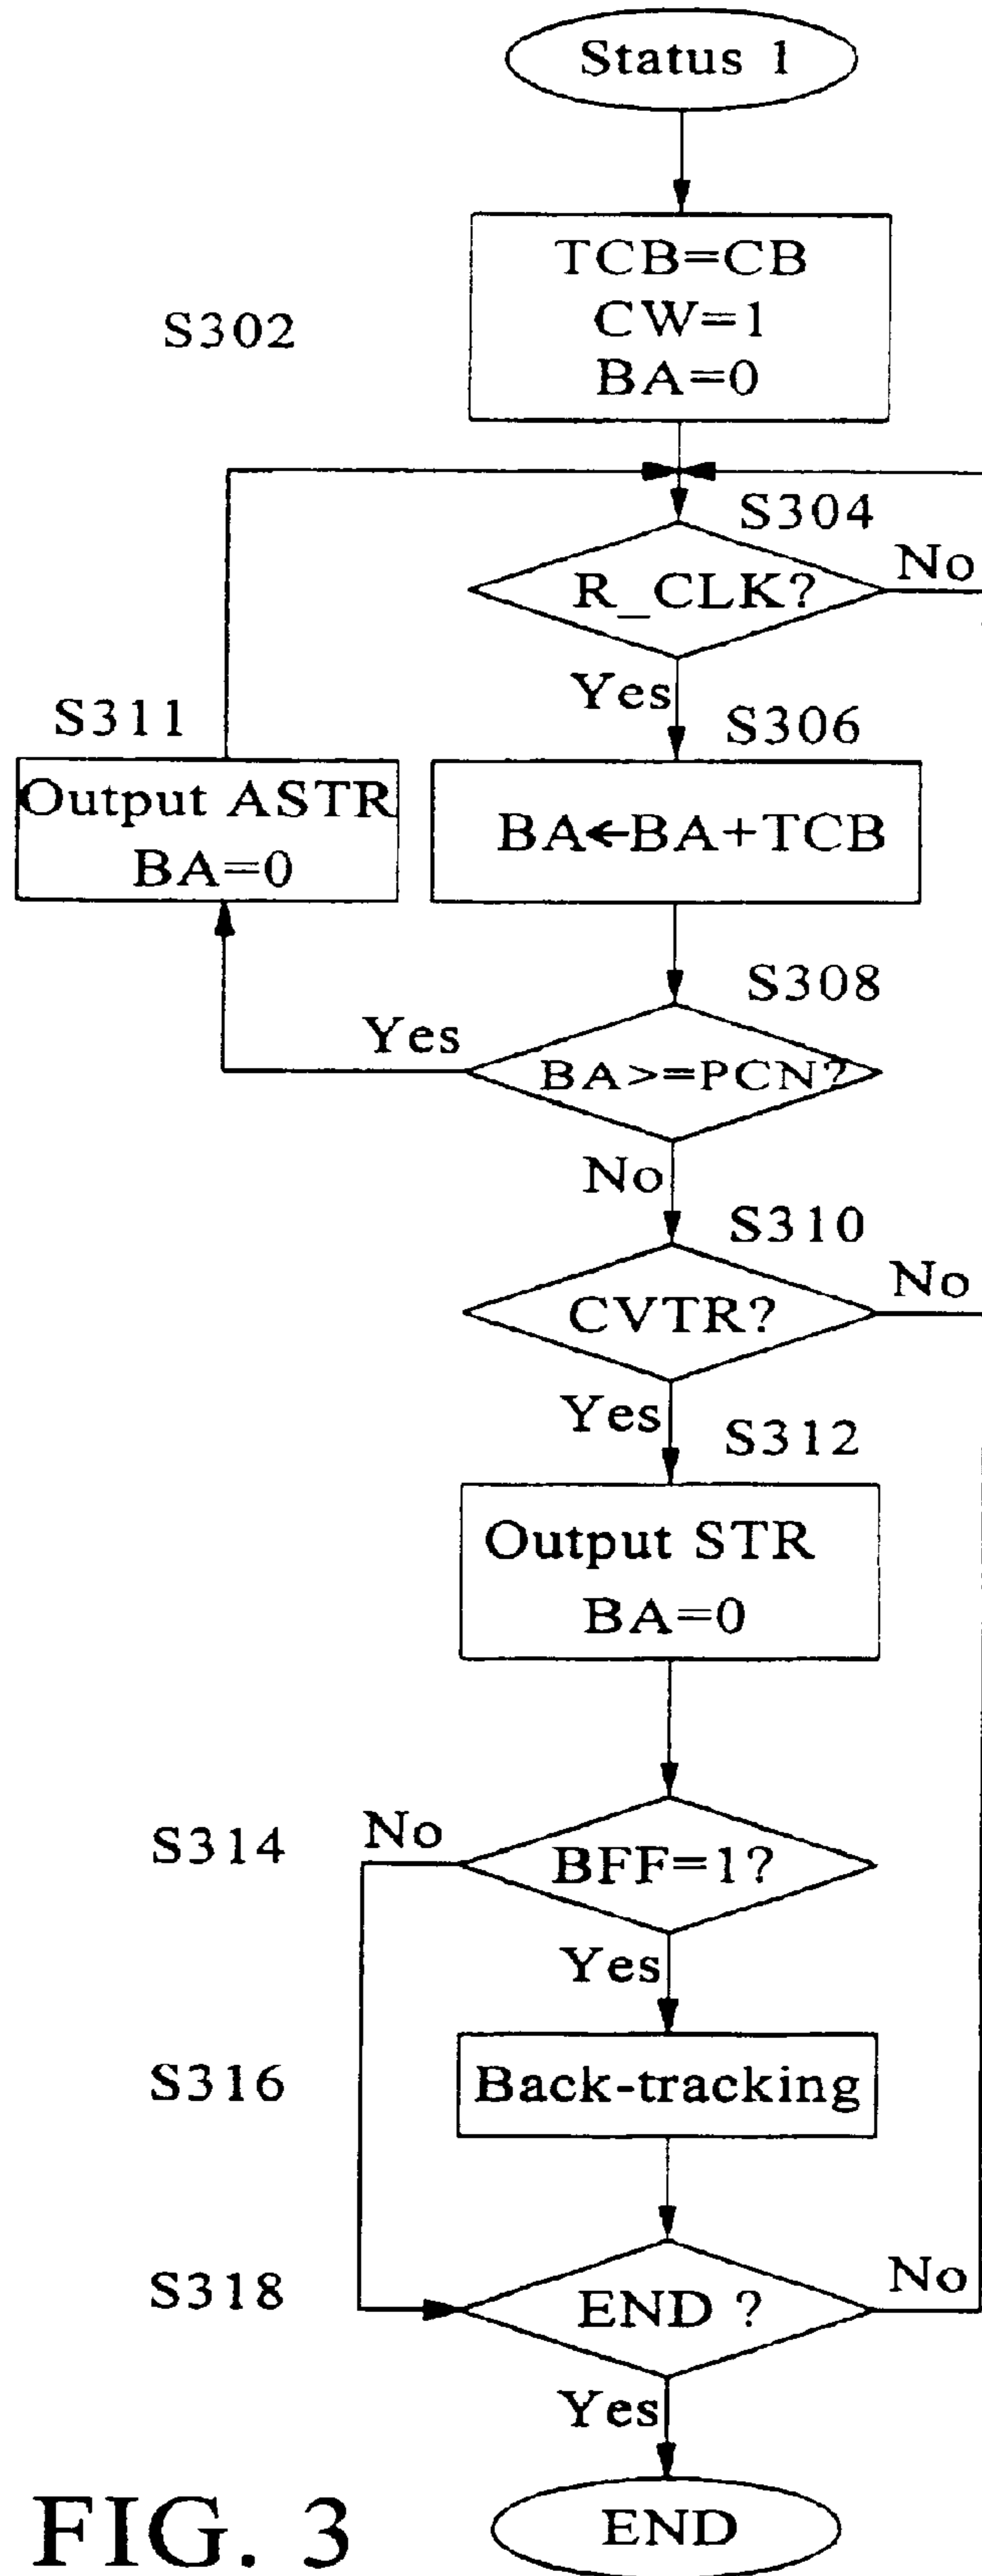 Status 1
TCB=CB
S302
CW=1
BA=0
S304
R_CLK?
No
Yes
S311
S306
Output ASTR
BA=0
BA←BA+TCB
S308
Yes
BA>=PCN?
No
S310
CVTR?
No
Yes
S312
Output STR
BA=0
S314
No
BFF=1?
Yes
S316
Back-tracking
S318
END ?
No
Yes
FIG. 3
END